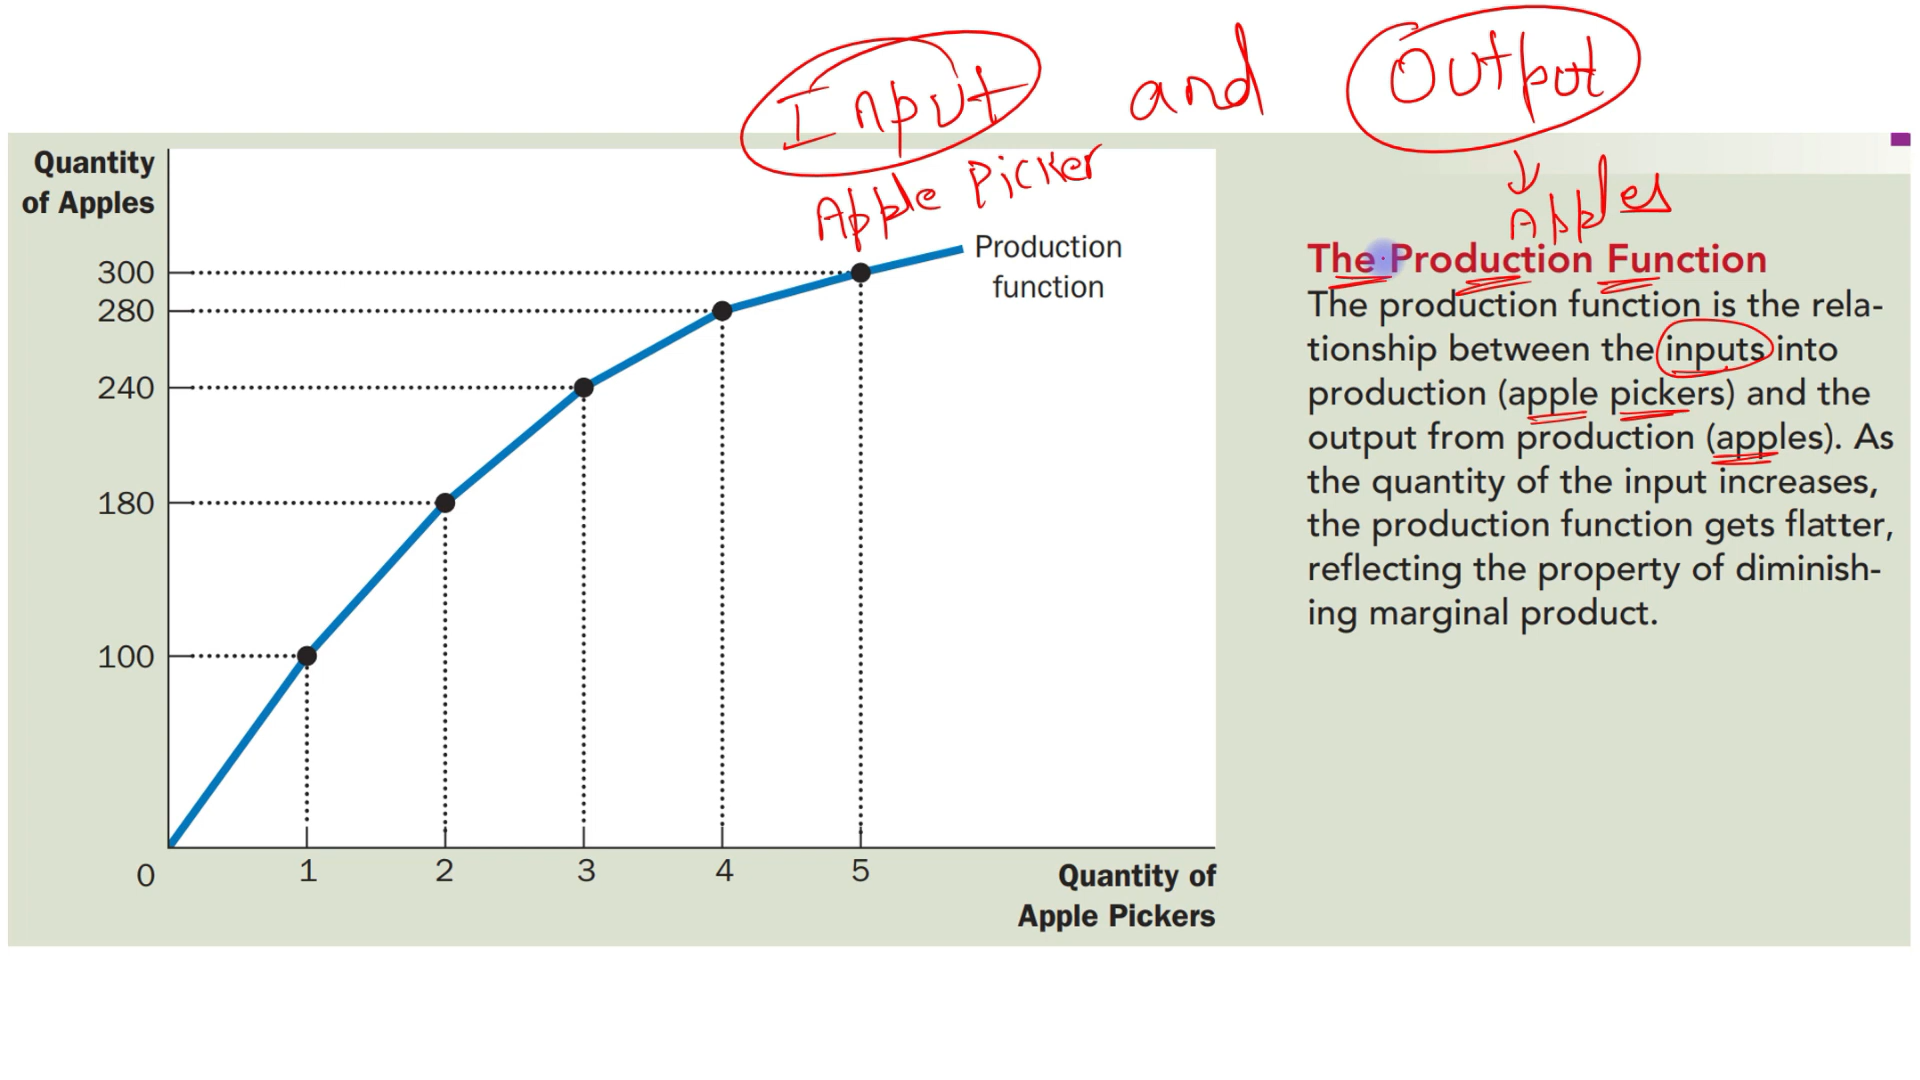 Input and Output
Apple Picker
Apples
Quantity
of Apples
300
280
240
180
100
0
1 2 3 4 5
Quantity of
Apple Pickers
Production
function
The Production Function
The production function is the rela-
tionship between the inputs into
production (apple pickers) and the
output from production (apples). As
the quantity of the input increases,
the production function gets flatter,
reflecting the property of diminish-
ing marginal product.